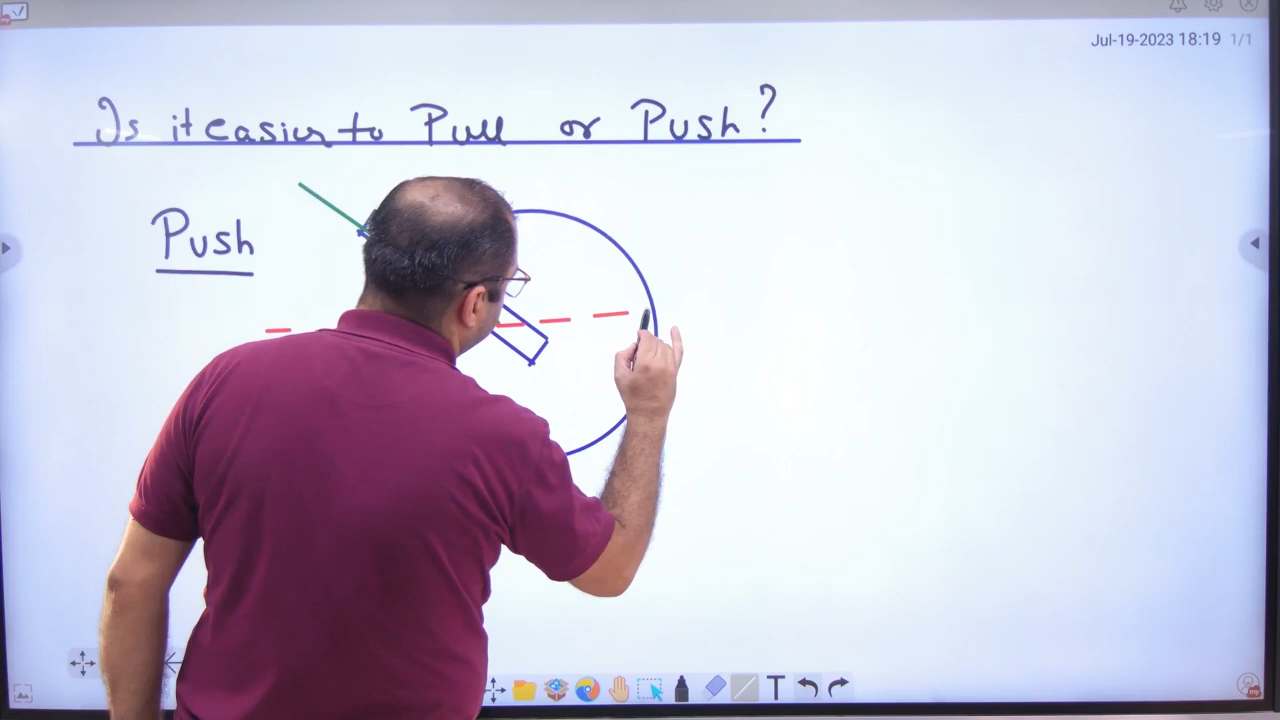 Jul-19-2023 18:19 1/1
Is it easier to Pull or Push?
Push
T